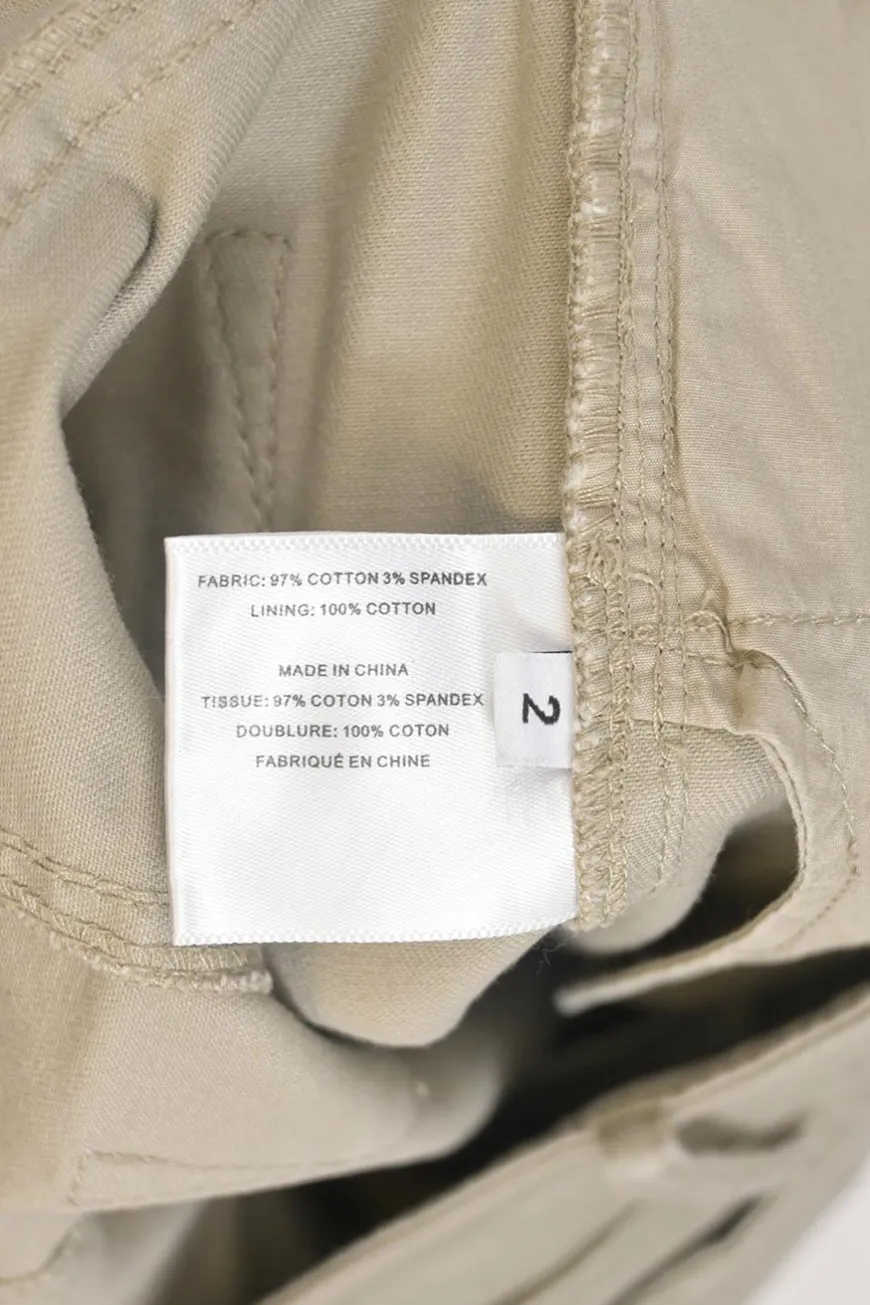 FABRIC: 97% COTTON 3% SPANDEX
LINING: 100% COTTON
MADE IN CHINA
TISSUE: 97% COTON 3% SPANDEX
DOUBLURE: 100% COTON
FABRIQUÉ EN CHINE
2